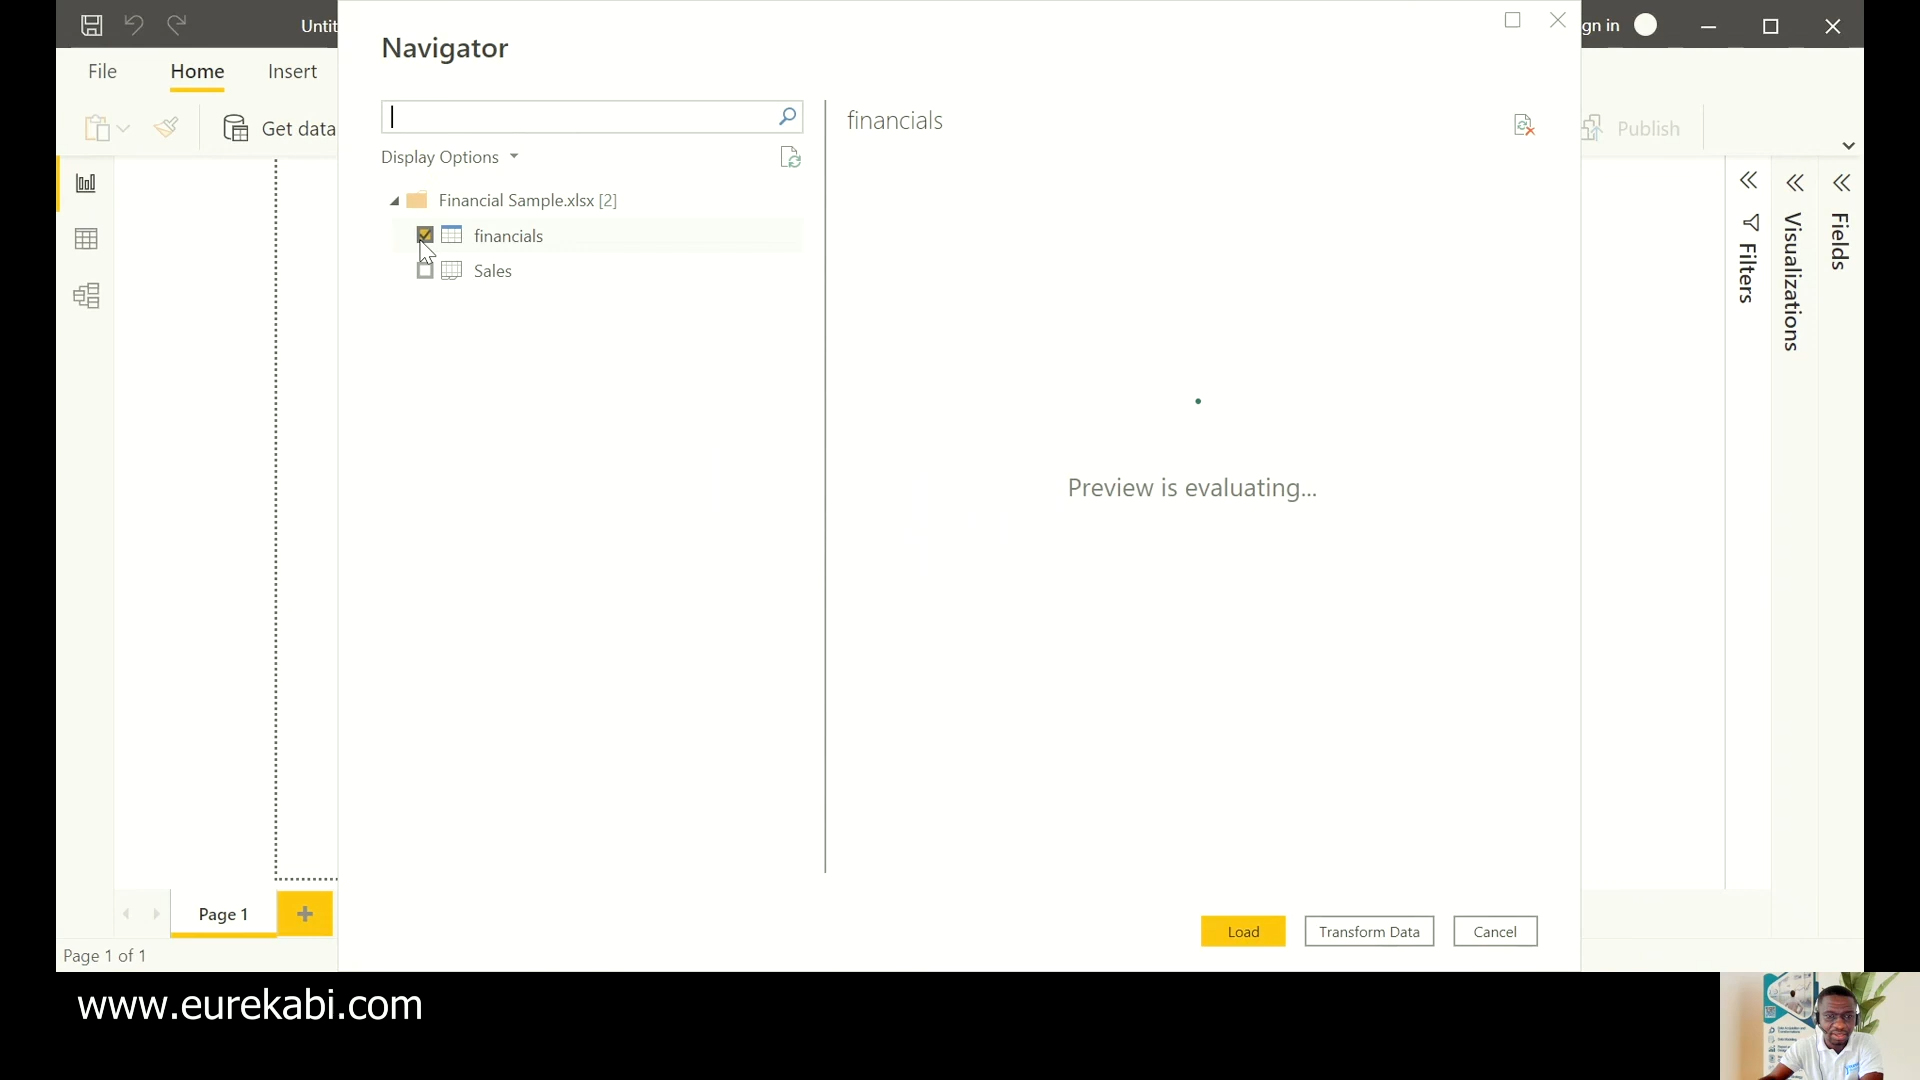 Untit
gn in
File
Home
Insert
Get data
Publish
Navigator
Display Options
Financial Sample.xlsx [2]
financials
Sales
financials
Preview is evaluating...
Load
Transform Data
Cancel
Filters
Visualizations
Fields
Page 1
Page 1 of 1
www.eurekabi.com